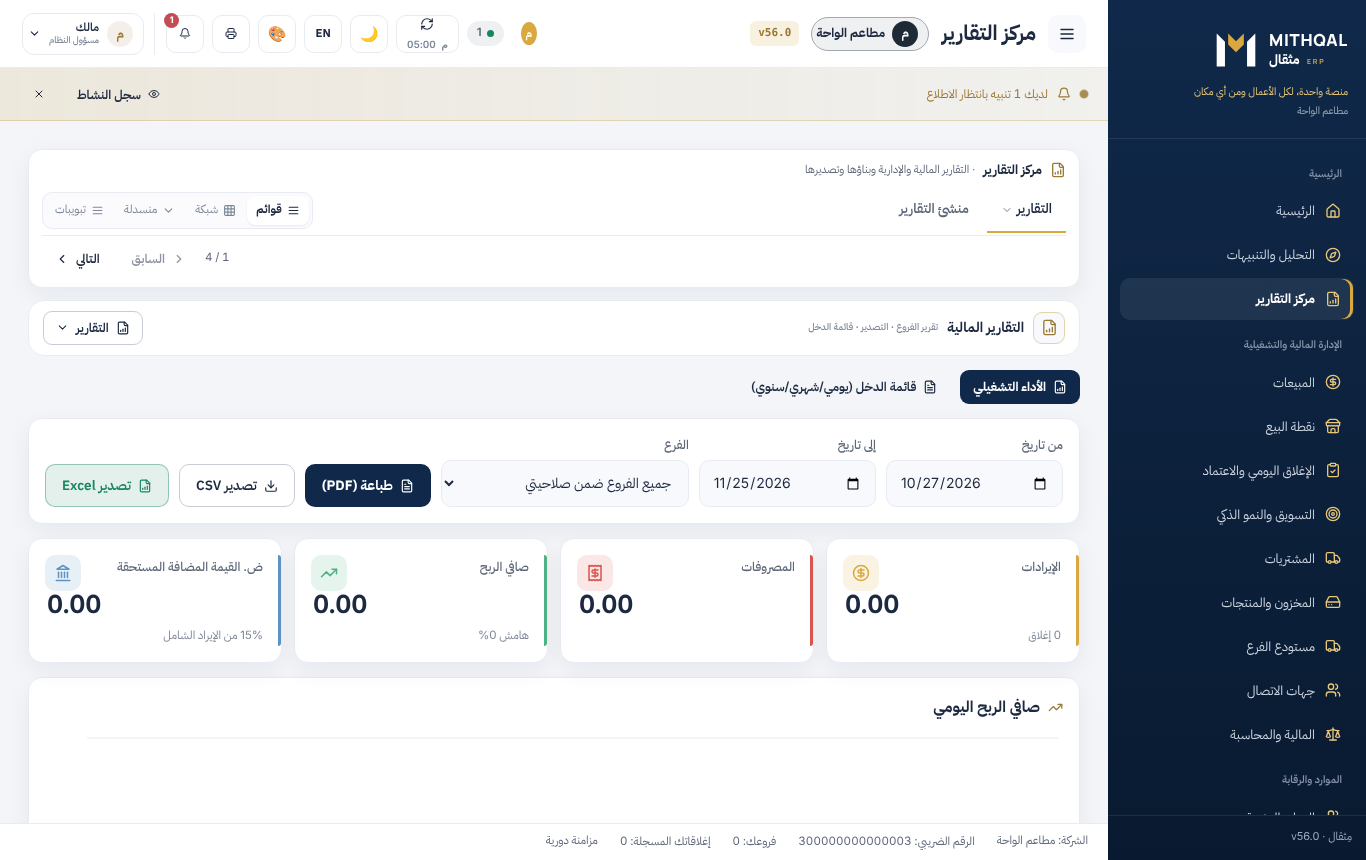 MITHQAL
مثقال ERP
منصة واحدة، لكل الأعمال ومن أي مكان
مطاعم الواحة
الرئيسية
الرئيسية
التحليل والتنبيهات
مركز التقارير
الإدارة المالية والتشغيلية
المبيعات
نقطة البيع
الإغلاق اليومي والاعتماد
التسويق والنمو الذكي
المشتريات
المخزون والمنتجات
مستودع الفرع
جهات الاتصال
المالية والمحاسبة
الموارد والرقابة
مثقال · v56.0
مركز التقارير
م مطاعم الواحة
v56.0
م
1
05:00 م
EN
1
م
مالك
مسؤول النظام
لديك 1 تنبيه بانتظار الاطلاع
سجل النشاط
مركز التقارير · التقارير المالية والإدارية وبناؤها وتصديرها
التقارير
منشئ التقارير
قوائم
شبكة
منسدلة
تبويبات
1 / 4
السابق
التالي
التقارير المالية
تقرير الفروع · التصدير · قائمة الدخل
التقارير
الأداء التشغيلي
قائمة الدخل (يومي/شهري/سنوي)
من تاريخ
10/27/2026
إلى تاريخ
11/25/2026
الفرع
جميع الفروع ضمن صلاحيتي
طباعة (PDF)
تصدير CSV
تصدير Excel
الإيرادات
0.00
0 إغلاق
المصروفات
0.00
صافي الربح
0.00
هامش 0%
ض. القيمة المضافة المستحقة
0.00
15% من الإيراد الشامل
صافي الربح اليومي
الشركة: مطاعم الواحة
الرقم الضريبي: 300000000000003
فروعك: 0
إغلاقاتك المسجلة: 0
مزامنة دورية